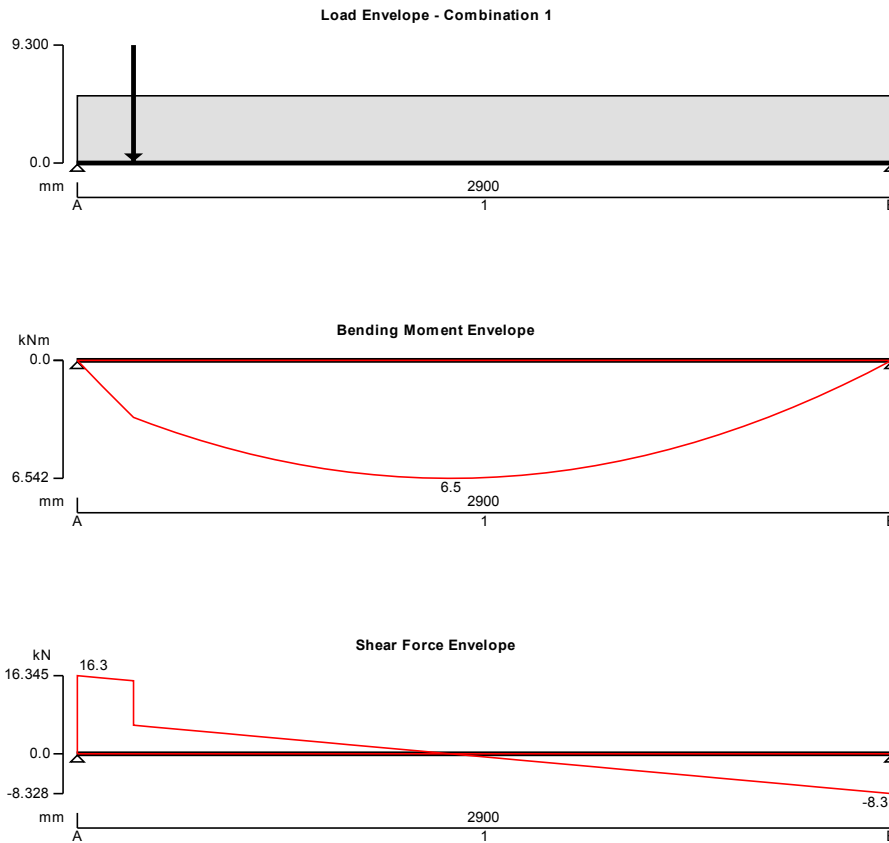 Load Envelope - Combination 1
9.300
0.0
mm
2900
A
1
Bending Moment Envelope
kNm
0.0
6.542
6.5
mm
2900
A
1
Shear Force Envelope
kN
16.345
16.3
0.0
-8.328
-8.3
mm
2900
A
1